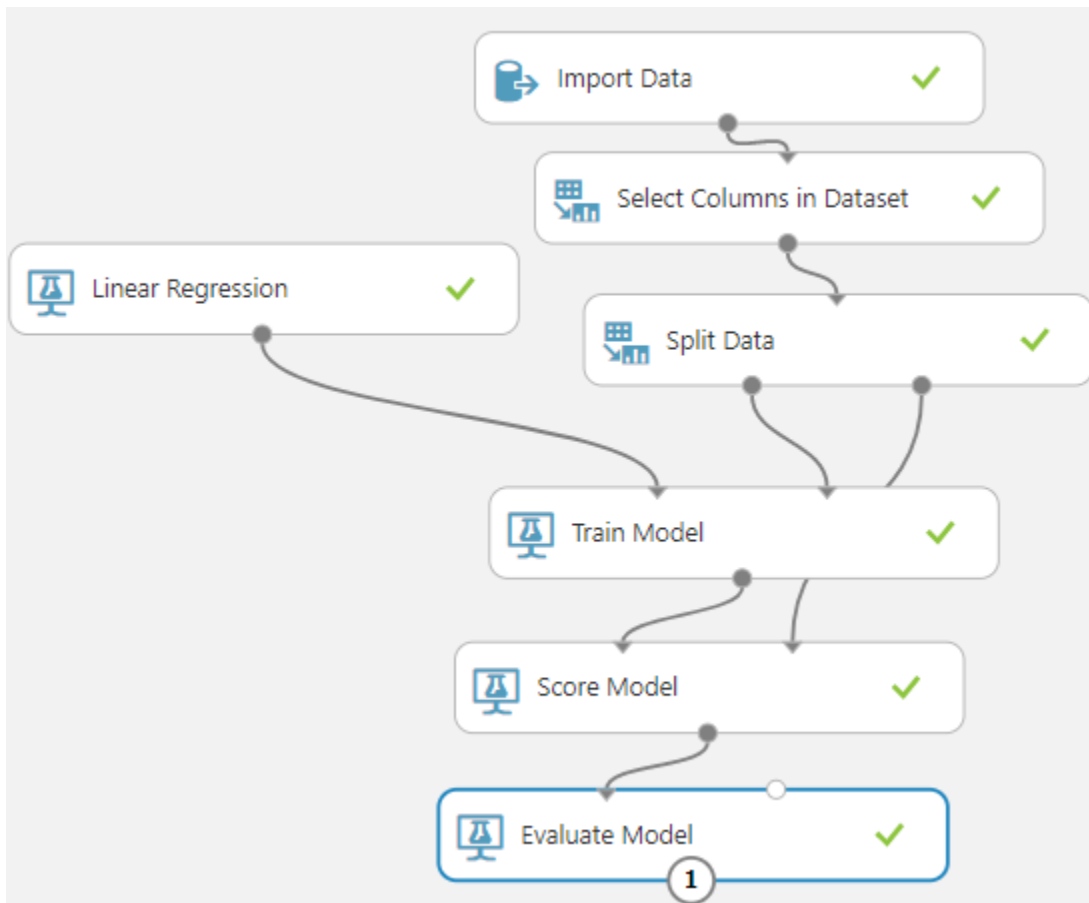 Import Data
Select Columns in Dataset
Linear Regression
Split Data
Train Model
Score Model
Evaluate Model
1